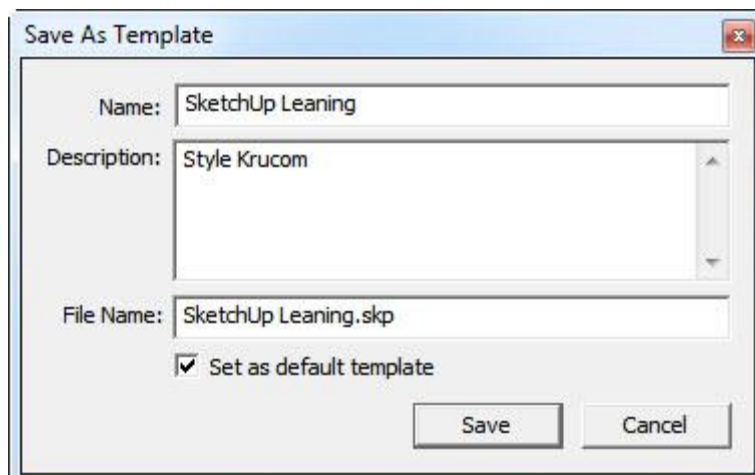 Save As Template
Name: SketchUp Leaning
Description: Style Krucom
File Name: SketchUp Leaning.skp
Set as default template
Save Cancel